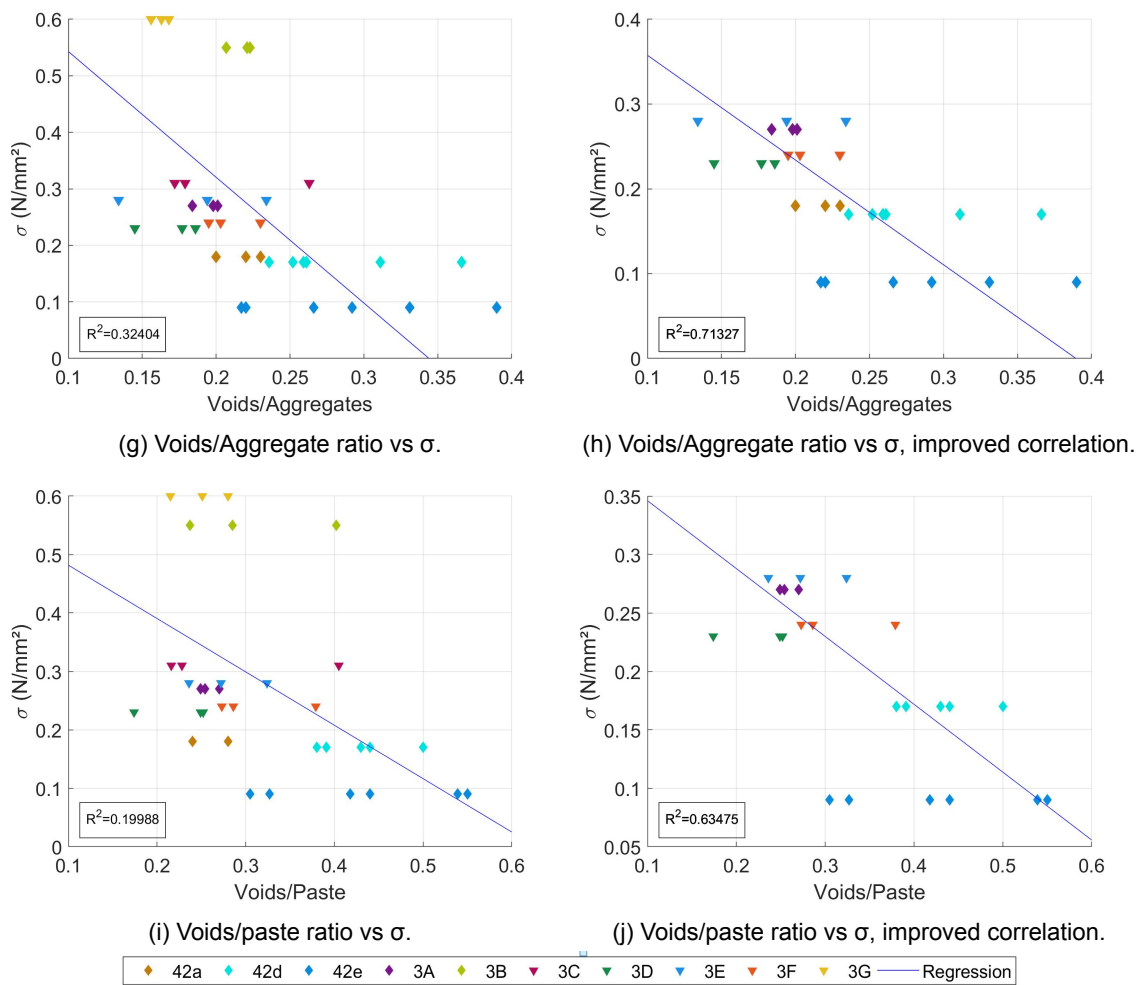 0.6
0.5
0.4
0.3
0.2
0.1
0
σ (N/mm²)
R²=0.32404
0.1 0.15 0.2 0.25 0.3 0.35 0.4
Voids/Aggregates
(g) Voids/Aggregate ratio vs σ.
0.4
0.3
0.2
0.1
0
σ (N/mm²)
R²=0.71327
0.1 0.15 0.2 0.25 0.3 0.35 0.4
Voids/Aggregates
(h) Voids/Aggregate ratio vs σ, improved correlation.
0.6
0.5
0.4
0.3
0.2
0.1
0
σ (N/mm²)
R²=0.19988
0.1 0.2 0.3 0.4 0.5 0.6
Voids/Paste
(i) Voids/paste ratio vs σ.
0.35
0.3
0.25
0.2
0.15
0.1
0.05
σ (N/mm²)
R²=0.63475
0.1 0.2 0.3 0.4 0.5 0.6
Voids/Paste
(j) Voids/paste ratio vs σ, improved correlation.
42a 42d 42e 3A 3B 3C 3D 3E 3F 3G Regression